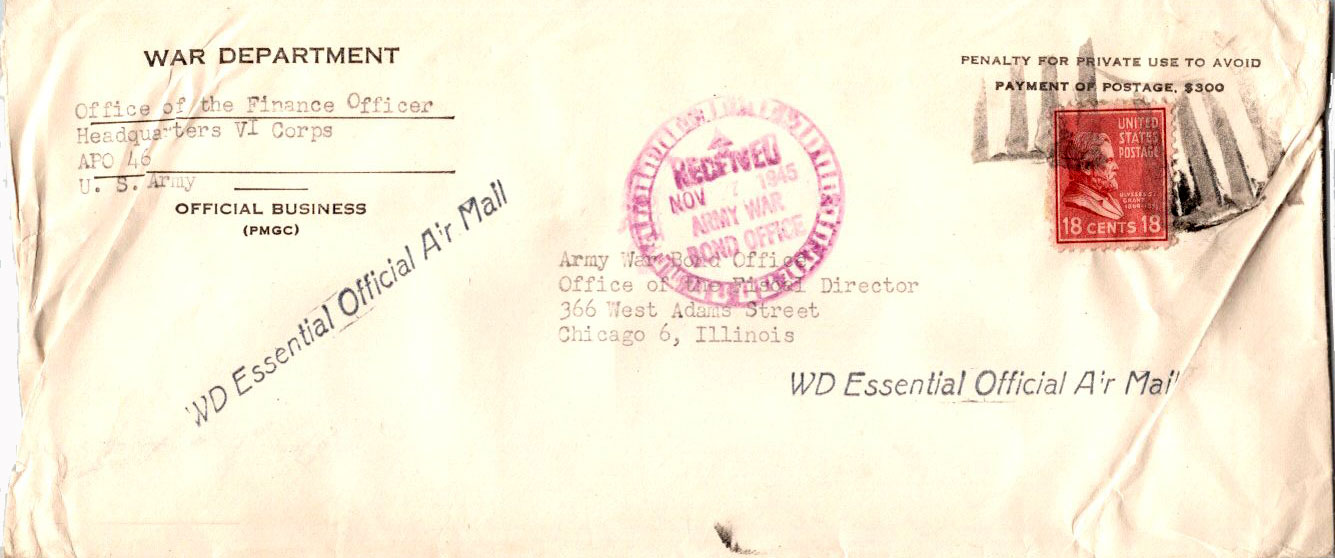 WAR DEPARTMENT
Office of the Finance Officer
Headquarters VI Corps
APO 46
U. S. Army
OFFICIAL BUSINESS
(PMGC)
PENALTY FOR PRIVATE USE TO AVOID
PAYMENT OF POSTAGE, $300
UNITED
STATES
POSTAGE
ULYSSES S.
GRANT
18 CENTS 18
RECEIVED
NOV 7 1945
ARMY WAR
BOND OFFICE
WD Essential Official Air Mail
Army War Bond Office
Office of the Fiscal Director
366 West Adams Street
Chicago 6, Illinois
WD Essential Official Air Mail